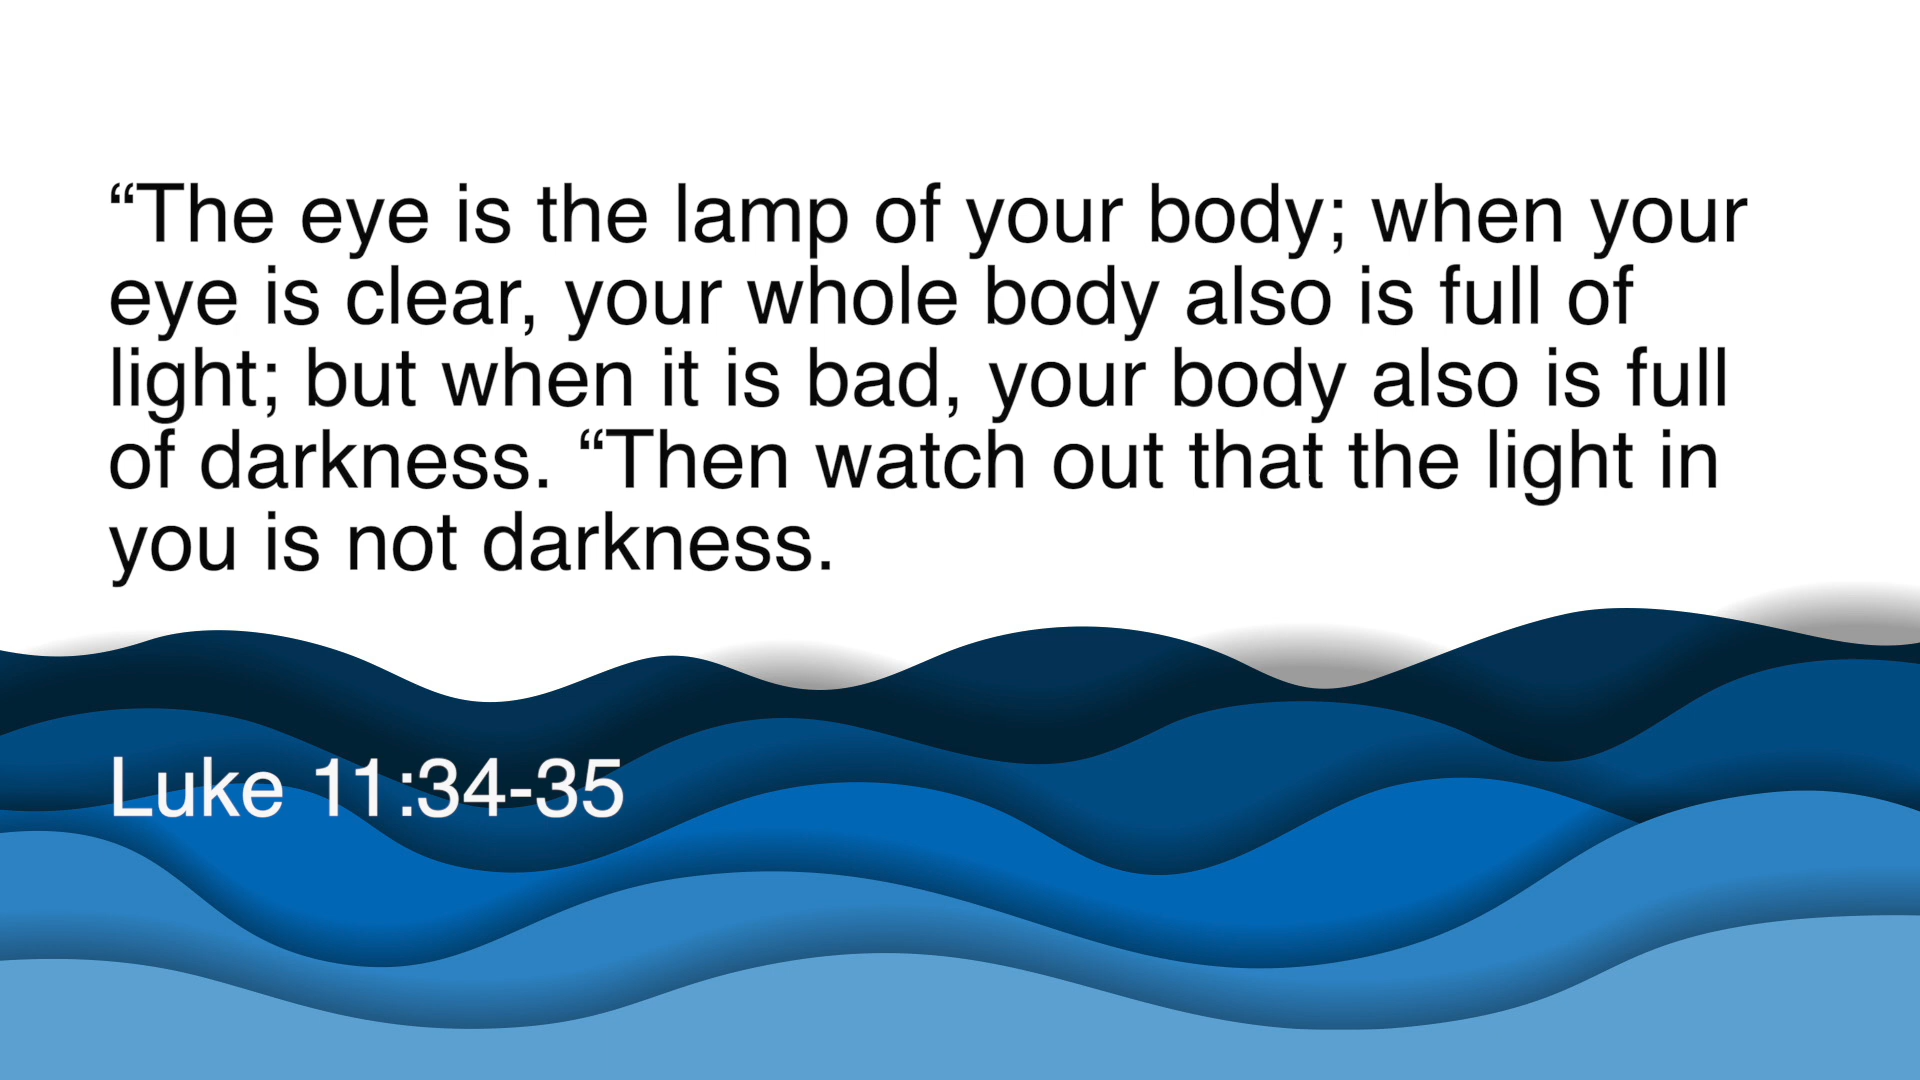 “The eye is the lamp of your body; when your
eye is clear, your whole body also is full of
light; but when it is bad, your body also is full
of darkness. “Then watch out that the light in
you is not darkness.
Luke 11:34-35